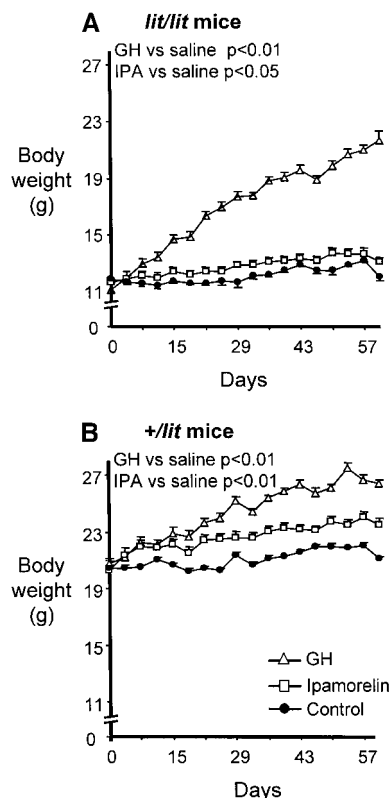 A
lit/lit mice
GH vs saline p<0.01
IPA vs saline p<0.05
27
23
19
15
11
0
Body
weight
(g)
0 15 29 43 57
Days
B
+/lit mice
GH vs saline p<0.01
IPA vs saline p<0.01
27
23
19
15
11
0
Body
weight
(g)
GH
Ipamorelin
Control
0 15 29 43 57
Days